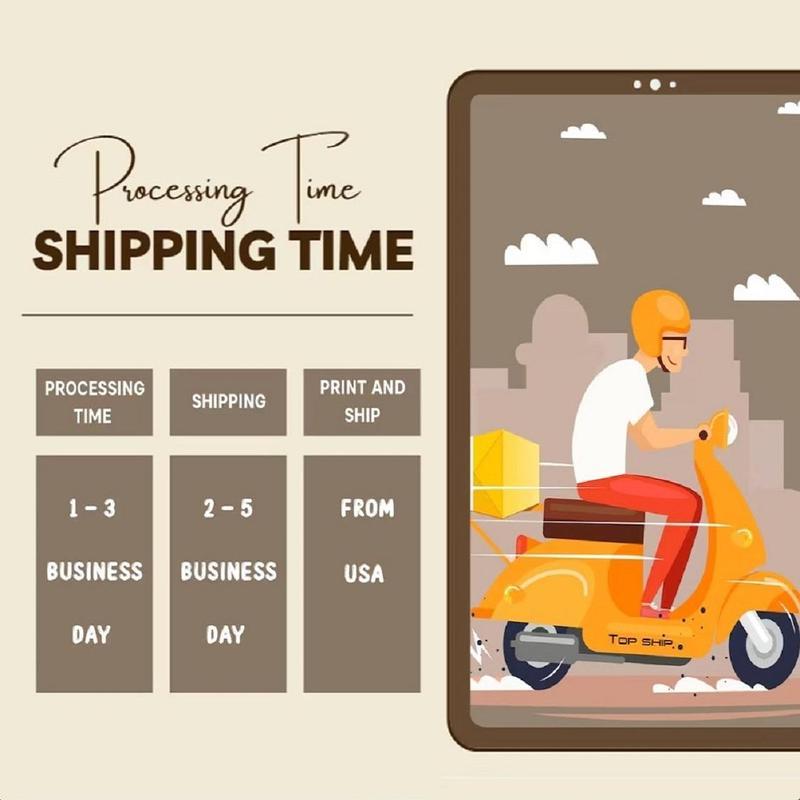 Processing Time
SHIPPING TIME
PROCESSING
TIME
SHIPPING
PRINT AND
SHIP
1 - 3
BUSINESS
DAY
2 - 5
BUSINESS
DAY
FROM
USA
TOP SHIP